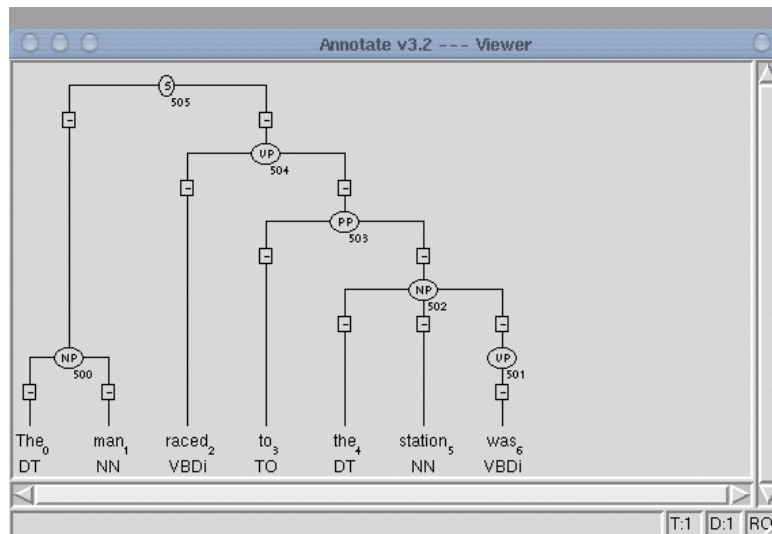 Annotate v3.2 --- Viewer
S
505
- -
VP
504
- -
PP
503
- -
NP
502
- - -
NP
500
VP
501
- - -
The0 man1 raced2 to3 the4 station5 was6
DT NN VBDi TO DT NN VBDi
T:1 D:1 RO